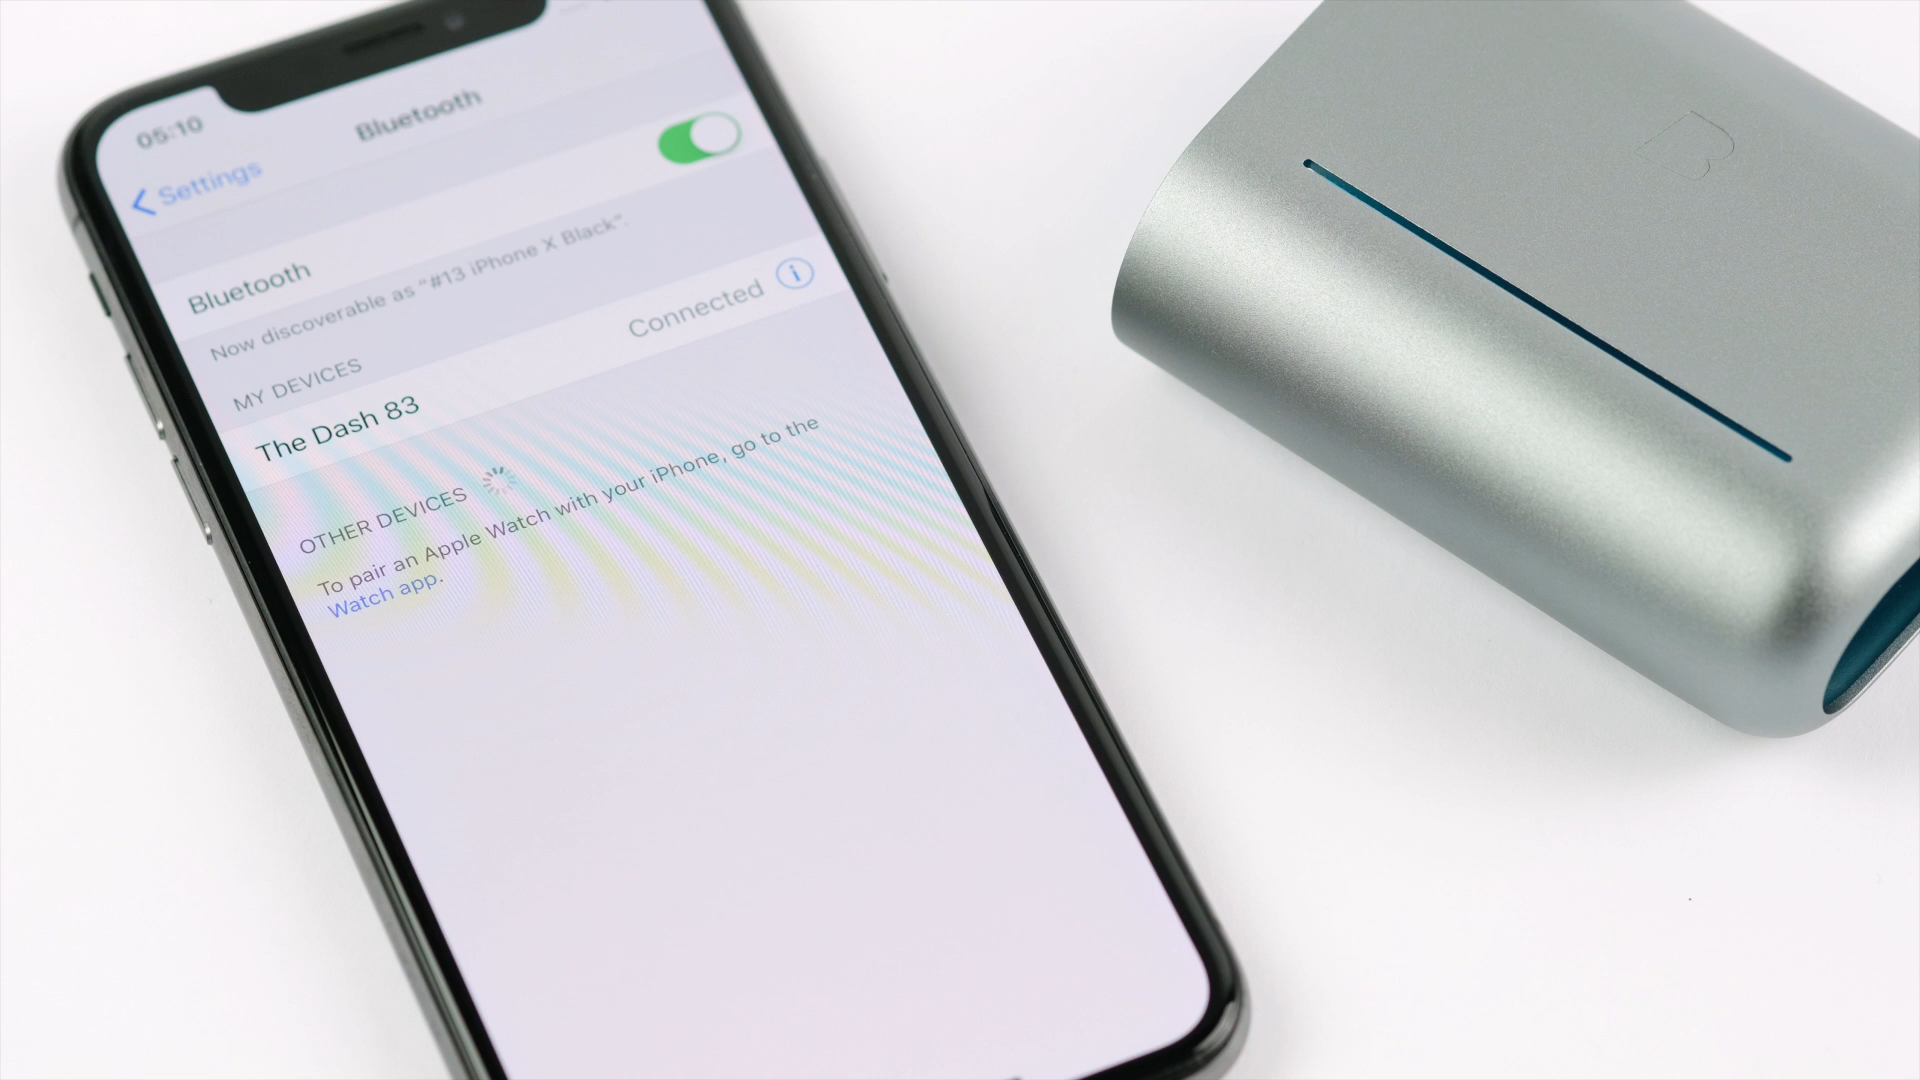 05:10
Settings
Bluetooth
Bluetooth
Now discoverable as "#13 iPhone X Black".
MY DEVICES
The Dash 83
Connected
OTHER DEVICES
To pair an Apple Watch with your iPhone, go to the
Watch app.